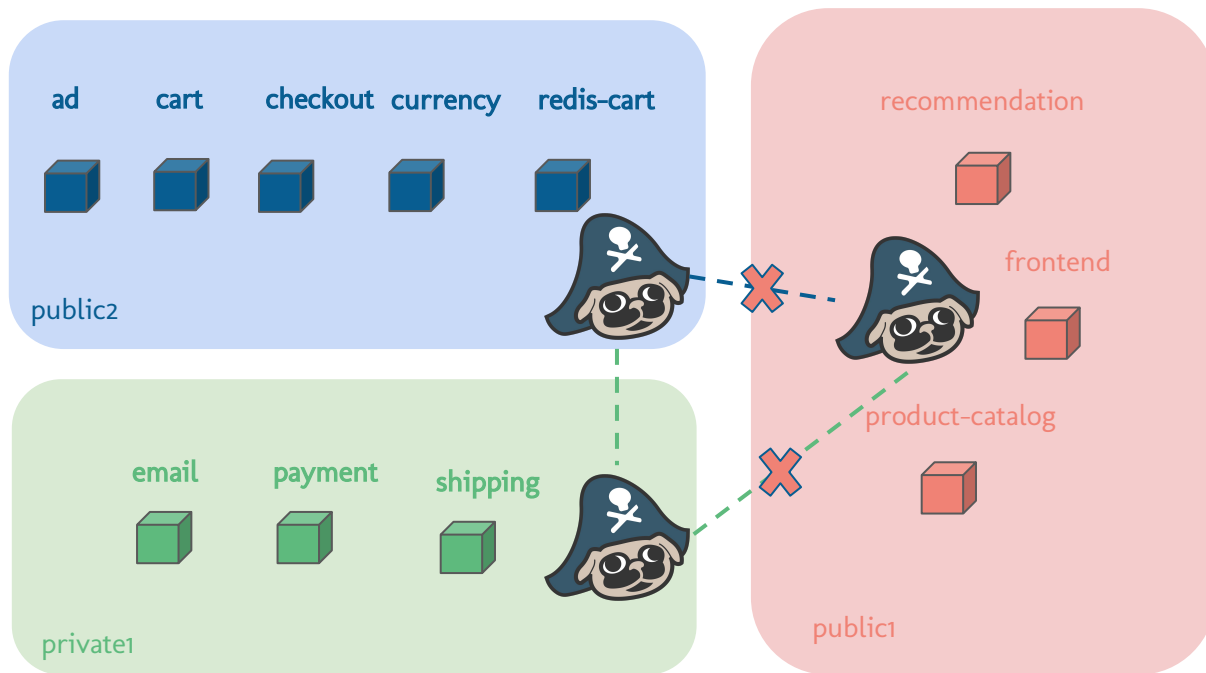 ad
cart
checkout
currency
redis-cart
public2
email
payment
shipping
private1
recommendation
frontend
product-catalog
public1